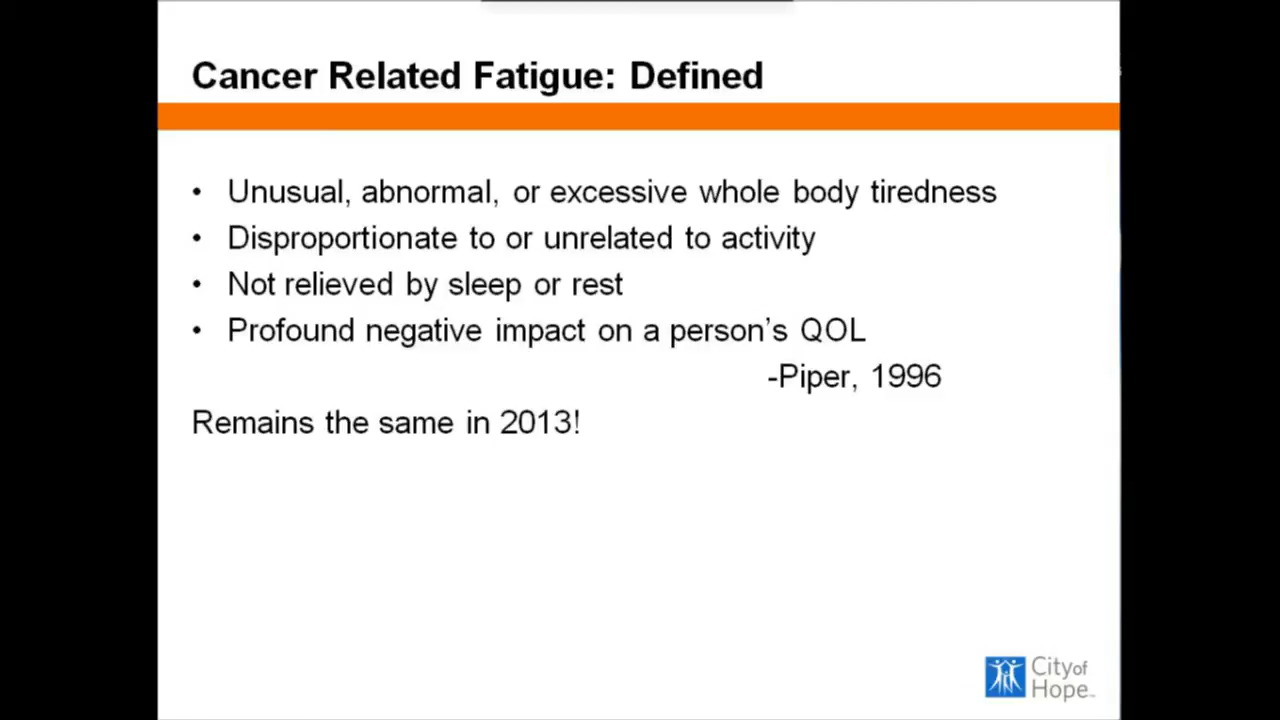 Cancer Related Fatigue: Defined
• Unusual, abnormal, or excessive whole body tiredness
• Disproportionate to or unrelated to activity
• Not relieved by sleep or rest
• Profound negative impact on a person's QOL
-Piper, 1996
Remains the same in 2013!
City of
Hope™